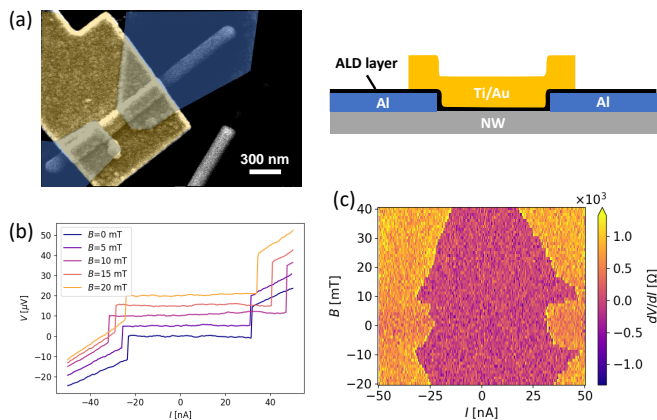 (a)
300 nm
ALD layer
Ti/Au
Al
Al
NW
(b)
B=0 mT
B=5 mT
B=10 mT
B=15 mT
B=20 mT
50
40
30
20
10
0
−10
−20
V [μV]
−40
−20
0
20
40
I [nA]
(c)
×10³
40
30
20
10
0
−10
−20
B [mT]
−50
−25
0
25
50
I [nA]
1.0
0.5
0.0
−0.5
−1.0
dV/dI [Ω]